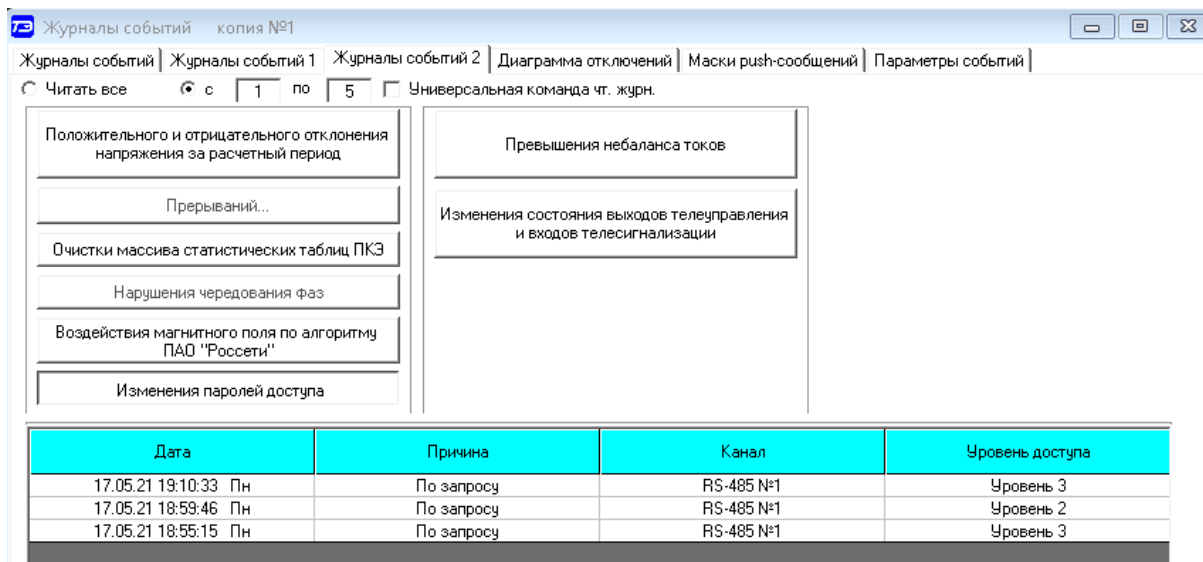 ТЭ Журналы событий копия №1
Журналы событий Журналы событий 1 Журналы событий 2 Диаграмма отключений Маски push-сообщений Параметры событий
Читать все с 1 по 5 Универсальная команда чт. журн.
Положительного и отрицательного отклонения
напряжения за расчетный период
Прерываний...
Очистки массива статистических таблиц ПКЭ
Нарушения чередования фаз
Воздействия магнитного поля по алгоритму
ПАО "Россети"
Изменения паролей доступа
Превышения небаланса токов
Изменения состояния выходов телеуправления
и входов телесигнализации
Дата Причина Канал Уровень доступа
17.05.21 19:10:33 Пн По запросу RS-485 №1 Уровень 3
17.05.21 18:59:46 Пн По запросу RS-485 №1 Уровень 2
17.05.21 18:55:15 Пн По запросу RS-485 №1 Уровень 3